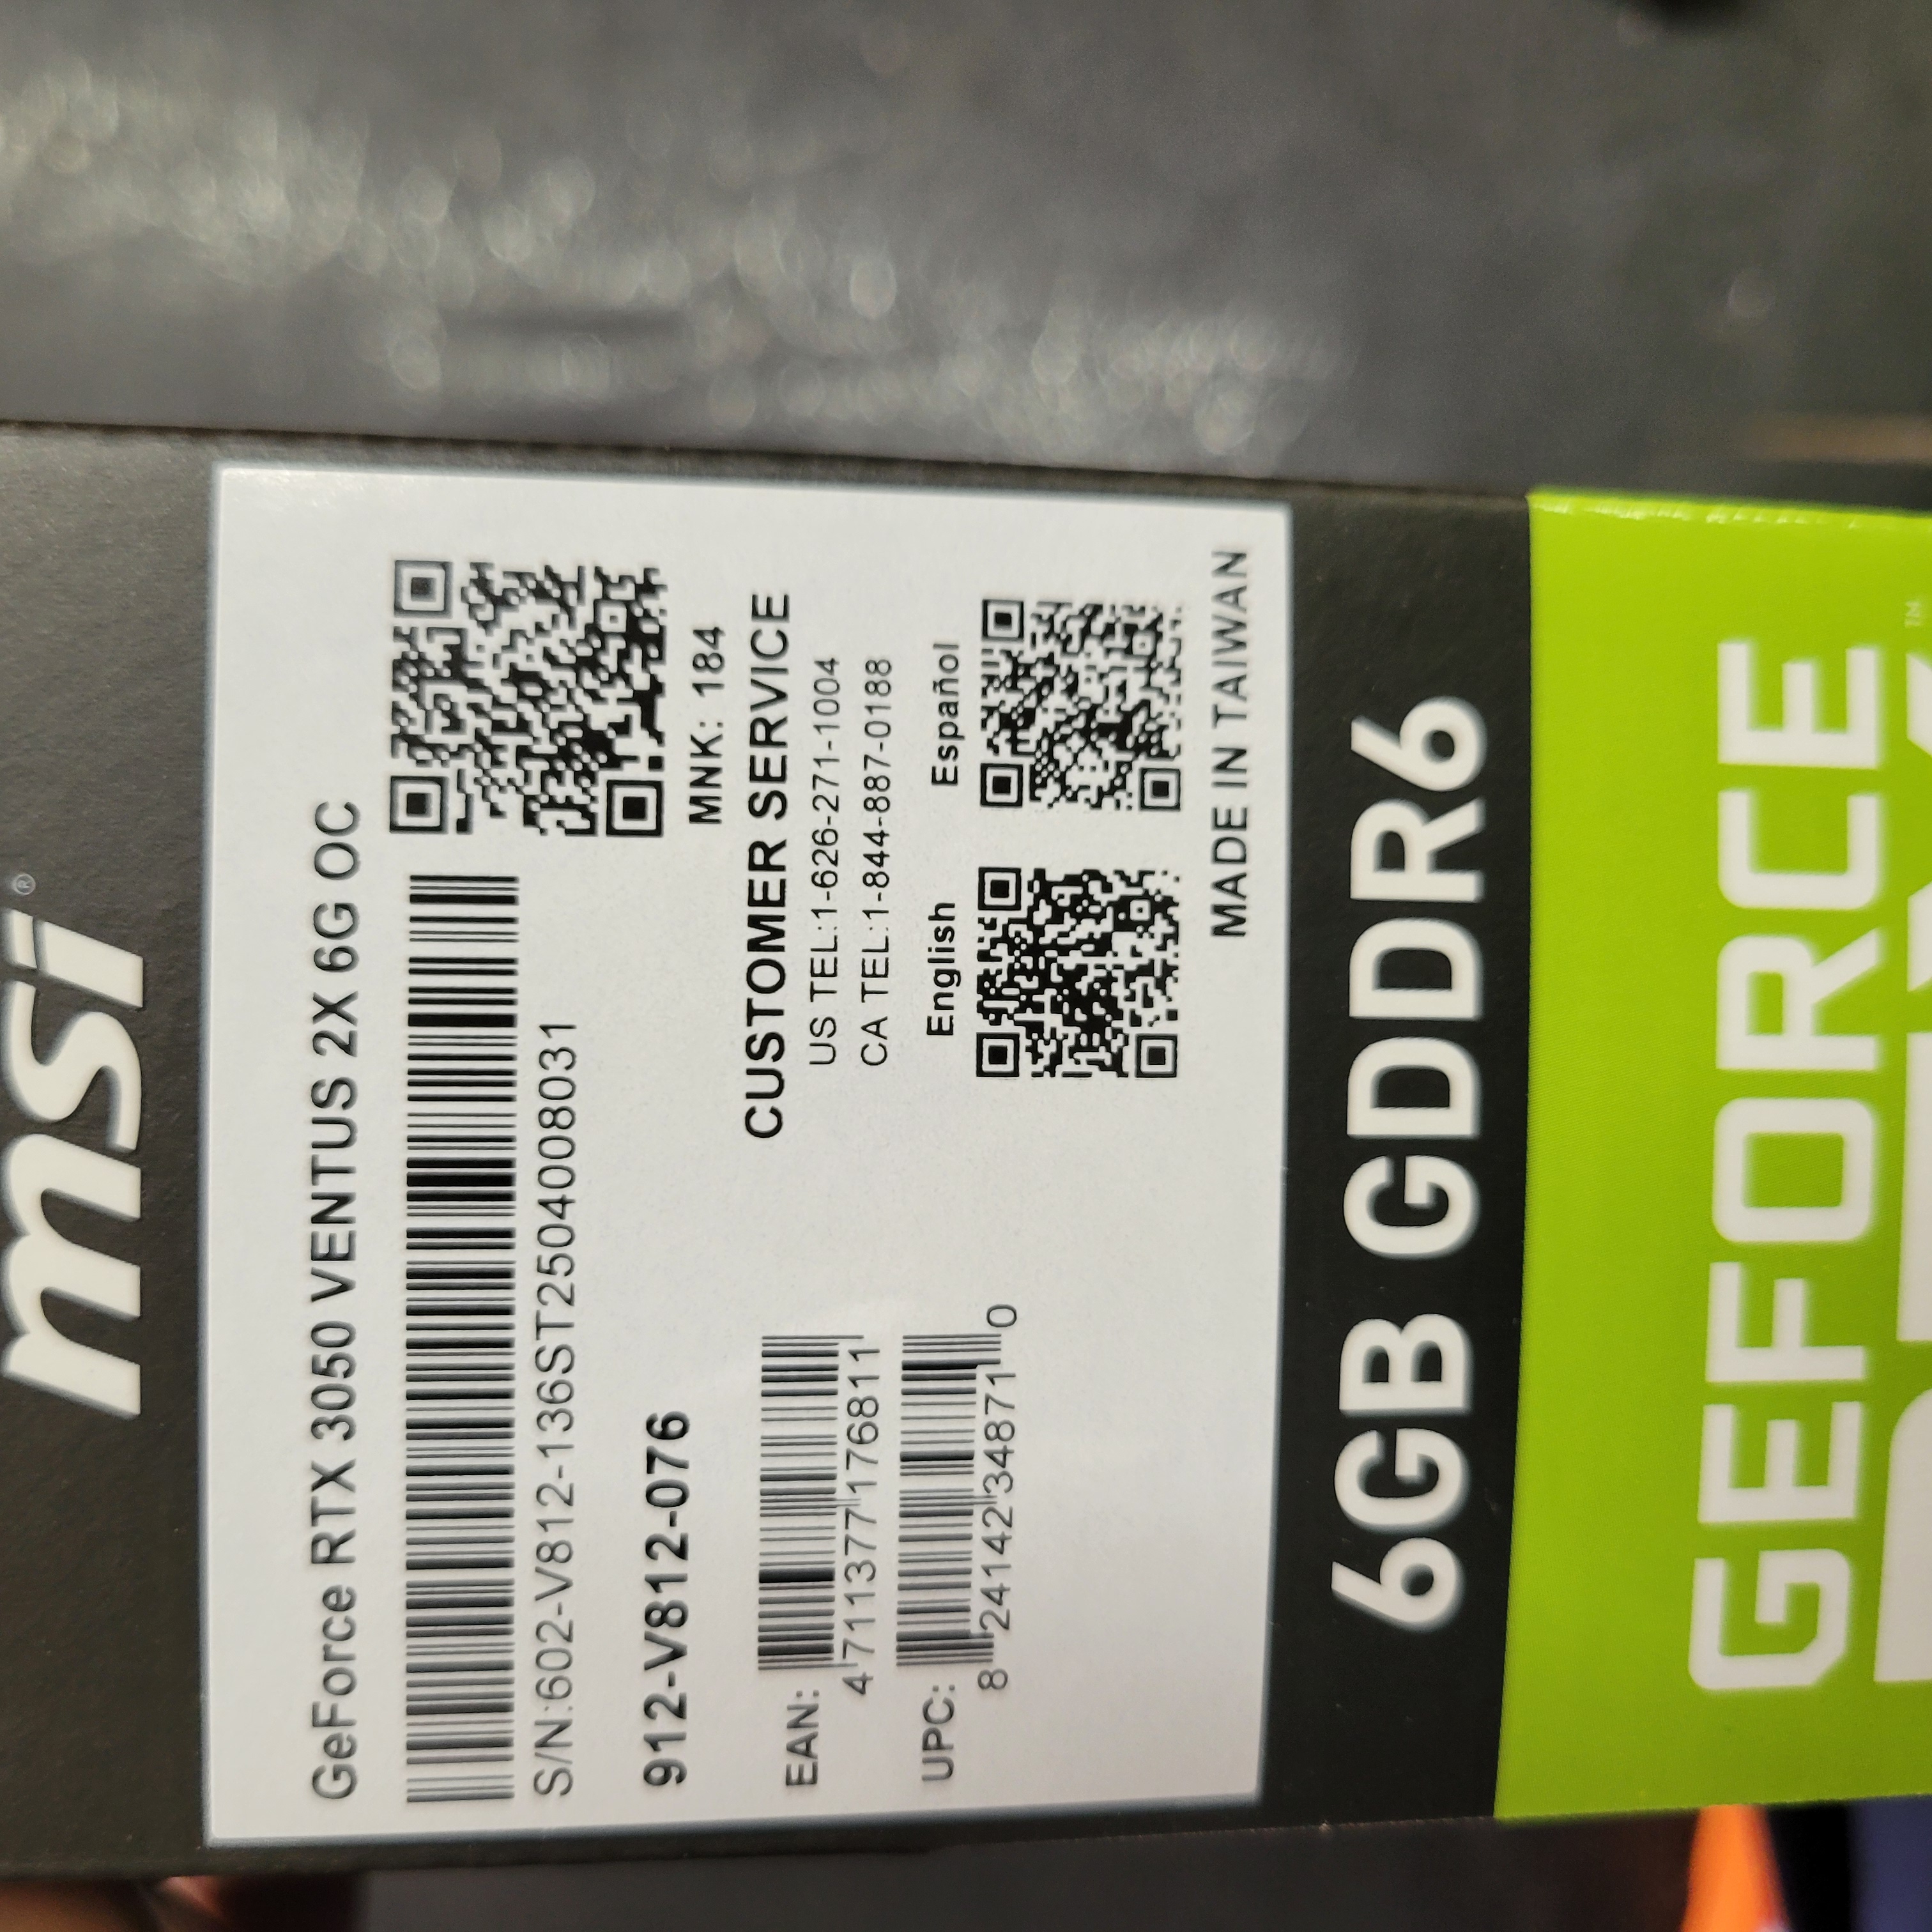 msi®
GeForce RTX 3050 VENTUS 2X 6G OC
S/N:602-V812-136ST2504008031
912-V812-076
MNK: 184
CUSTOMER SERVICE
US TEL:1-626-271-1004
CA TEL:1-844-887-0188
EAN:
4 711377 176811
UPC:
8 24142 34871 0
English
Español
MADE IN TAIWAN
6GB GDDR6
GEFORCE
™